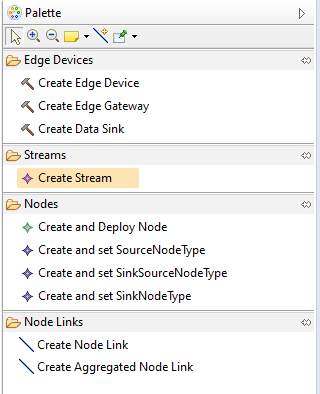 Palette
Edge Devices
Create Edge Device
Create Edge Gateway
Create Data Sink
Streams
Create Stream
Nodes
Create and Deploy Node
Create and set SourceNodeType
Create and set SinkSourceNodeType
Create and set SinkNodeType
Node Links
Create Node Link
Create Aggregated Node Link